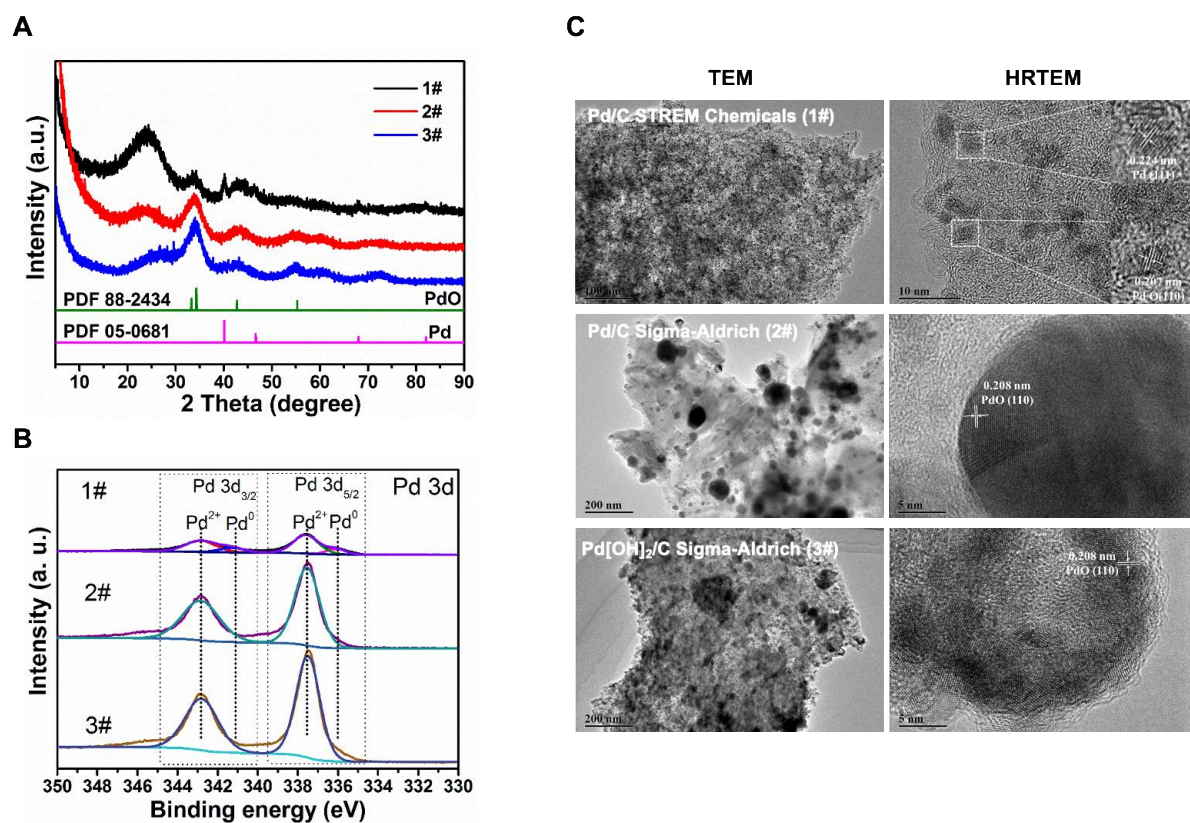 A
Intensity (a.u.)
1#
2#
3#
PDF 88-2434
PdO
PDF 05-0681
Pd
10 20 30 40 50 60 70 80 90
2 Theta (degree)
B
Intensity (a. u.)
1#
Pd 3d3/2
Pd 3d5/2
Pd 3d
Pd2+ Pd0
Pd2+ Pd0
2#
3#
350 348 346 344 342 340 338 336 334 332 330
Binding energy (eV)
C
TEM
HRTEM
Pd/C STREM Chemicals (1#)
100 nm
0.224 nm
Pd (111)
0.207 nm
Pd O(110)
10 nm
Pd/C Sigma-Aldrich (2#)
200 nm
0.208 nm
PdO (110)
5 nm
Pd[OH]2/C Sigma-Aldrich (3#)
200 nm
0.208 nm
PdO (110)
5 nm